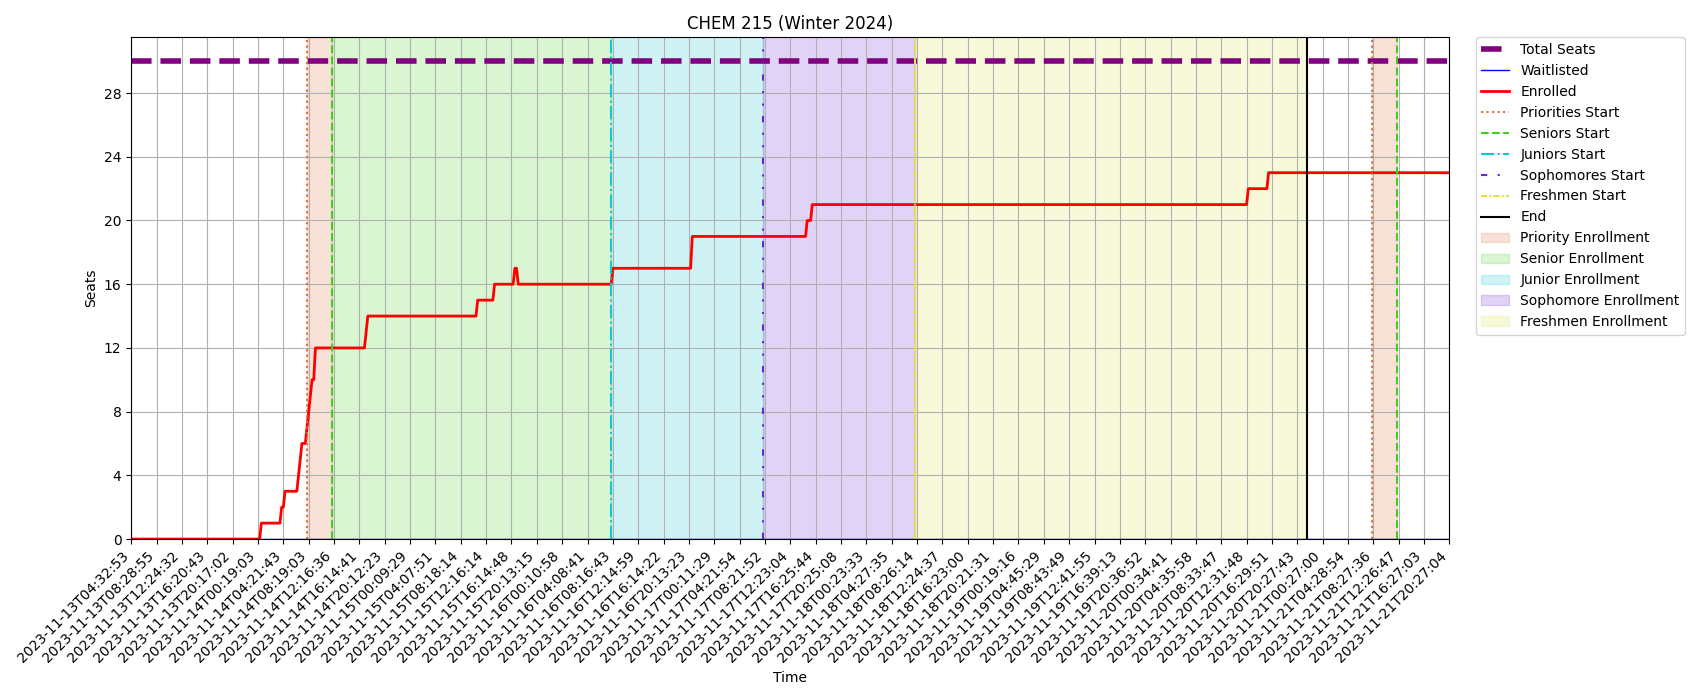 CHEM 215 (Winter 2024)
Total Seats
Waitlisted
Enrolled
Priorities Start
Seniors Start
Juniors Start
Sophomores Start
Freshmen Start
End
Priority Enrollment
Senior Enrollment
Junior Enrollment
Sophomore Enrollment
Freshmen Enrollment
Seats
28
24
20
16
12
8
4
0
2023-11-13T04:32:53
2023-11-13T08:28:55
2023-11-13T12:24:32
2023-11-13T16:20:43
2023-11-13T20:17:02
2023-11-14T00:19:03
2023-11-14T04:21:43
2023-11-14T08:19:03
2023-11-14T12:16:36
2023-11-14T16:14:41
2023-11-14T20:12:23
2023-11-15T00:09:29
2023-11-15T04:07:51
2023-11-15T08:18:14
2023-11-15T12:16:14
2023-11-15T16:14:48
2023-11-15T20:13:15
2023-11-16T00:10:58
2023-11-16T04:08:41
2023-11-16T08:16:43
2023-11-16T12:14:59
2023-11-16T16:14:22
2023-11-16T20:13:23
2023-11-17T00:11:29
2023-11-17T04:21:54
2023-11-17T08:21:52
2023-11-17T12:23:04
2023-11-17T16:25:44
2023-11-17T20:25:08
2023-11-18T00:23:33
2023-11-18T04:27:35
2023-11-18T08:26:14
2023-11-18T12:24:37
2023-11-18T16:23:00
2023-11-18T20:21:31
2023-11-19T00:19:16
2023-11-19T04:45:29
2023-11-19T08:43:49
2023-11-19T12:41:55
2023-11-19T16:39:13
2023-11-19T20:36:52
2023-11-20T00:34:41
2023-11-20T04:35:58
2023-11-20T08:33:47
2023-11-20T12:31:48
2023-11-20T16:29:51
2023-11-20T20:27:43
2023-11-21T00:27:00
2023-11-21T04:28:54
2023-11-21T08:27:36
2023-11-21T12:26:47
2023-11-21T16:27:03
2023-11-21T20:27:04
Time